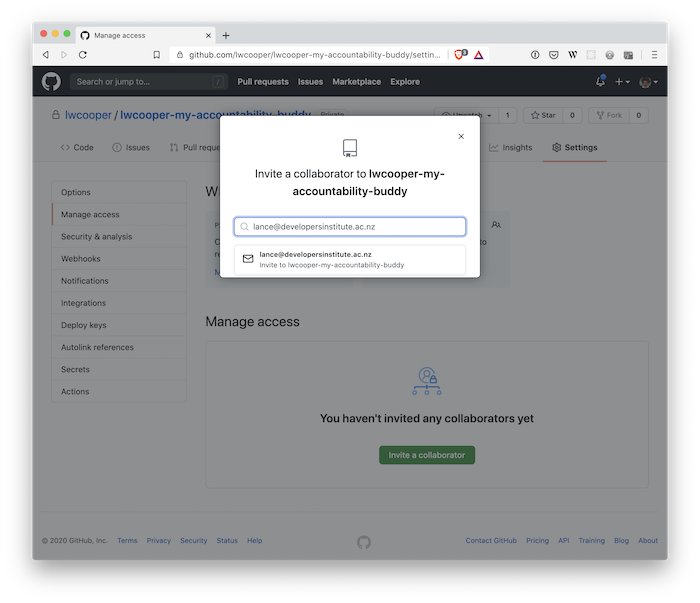 Manage access
github.com/lwcooper/lwcooper-my-accountability-buddy/settin...
Search or jump to...
/
Pull requests
Issues
Marketplace
Explore
lwcooper / lwcooper-my-accountability-buddy
Private
Unwatch
1
Star
0
Fork
0
Code
Issues
Pull reque
Insights
Settings
Invite a collaborator to lwcooper-my-
accountability-buddy
lance@developersinstitute.ac.nz
lance@developersinstitute.ac.nz
Invite to lwcooper-my-accountability-buddy
Options
Manage access
Security & analysis
Webhooks
Notifications
Integrations
Deploy keys
Autolink references
Secrets
Actions
to
Manage access
You haven't invited any collaborators yet
Invite a collaborator
© 2020 GitHub, Inc.
Terms
Privacy
Security
Status
Help
Contact GitHub
Pricing
API
Training
Blog
About